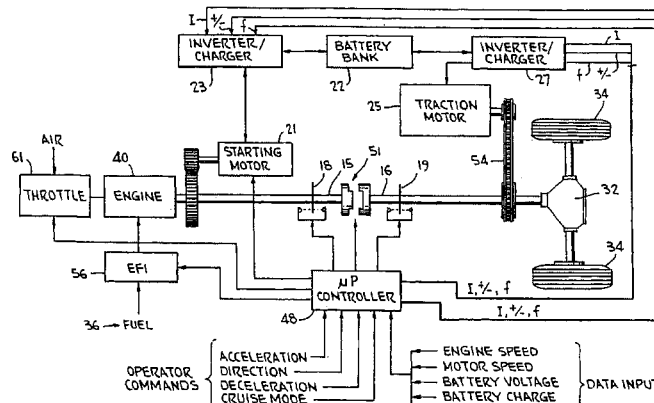 I +/- f
INVERTER/
CHARGER
23
BATTERY
BANK
22
INVERTER/
CHARGER
27
I
f +/-
25
TRACTION
MOTOR
34
21
STARTING
MOTOR
AIR
61
THROTTLE
40
ENGINE
18
15
51
16
19
54
32
34
56
EFI
36 → FUEL
μP
CONTROLLER
48
I, +/-, f
I, +/-, f
OPERATOR
COMMANDS
ACCELERATION
DIRECTION
DECELERATION
CRUISE MODE
ENGINE SPEED
MOTOR SPEED
BATTERY VOLTAGE
BATTERY CHARGE
DATA INPUT